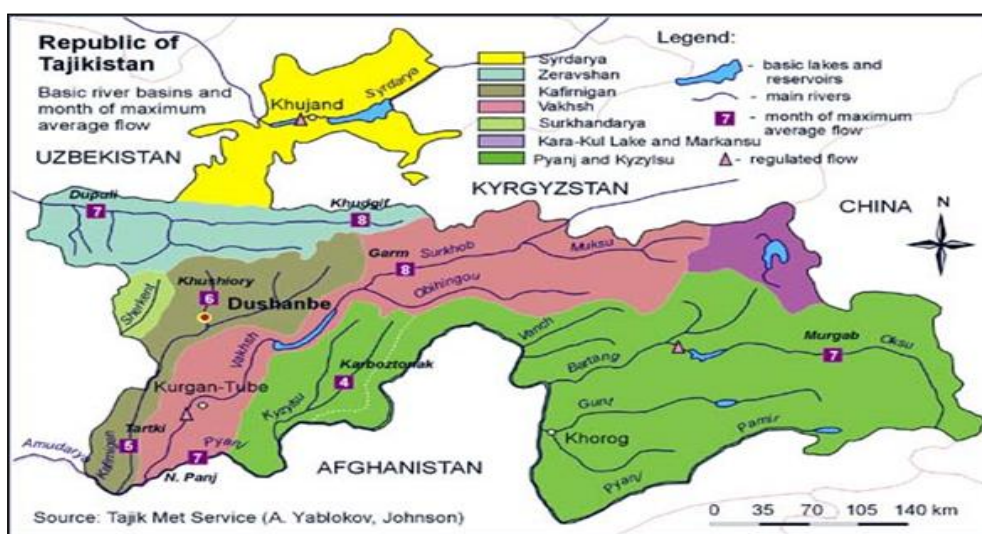 Republic of
Tajikistan
Basic river basins and
month of maximum
average flow
Syrdarya
Zeravshan
Kafirnigan
Vakhsh
Surkhandarya
Kara-Kul Lake and Markansu
Pyanj and Kyzylsu
Legend:
- basic lakes and
reservoirs
- main rivers
7 - month of maximum
average flow
- regulated flow
Khujand
Syrdarya
UZBEKISTAN
KYRGYZSTAN
CHINA
N
Dupuli
7
Khudgif
8
Garm
8
Surkhob
Muksu
Obihingou
Khushiory
6
Dushanbe
Sherkent
Vakhsh
Kurgan-Tube
Karboztonak
4
Kyzylsu
Vanch
Bartang
Murgab
7
Oksu
Gunt
Khorog
Pamir
Pyanj
Tartki
5
Kafirnigan
Amudarya
7
N. Panj
Pyanj
AFGHANISTAN
Source: Tajik Met Service (A. Yablokov, Johnson)
0 35 70 105 140 km